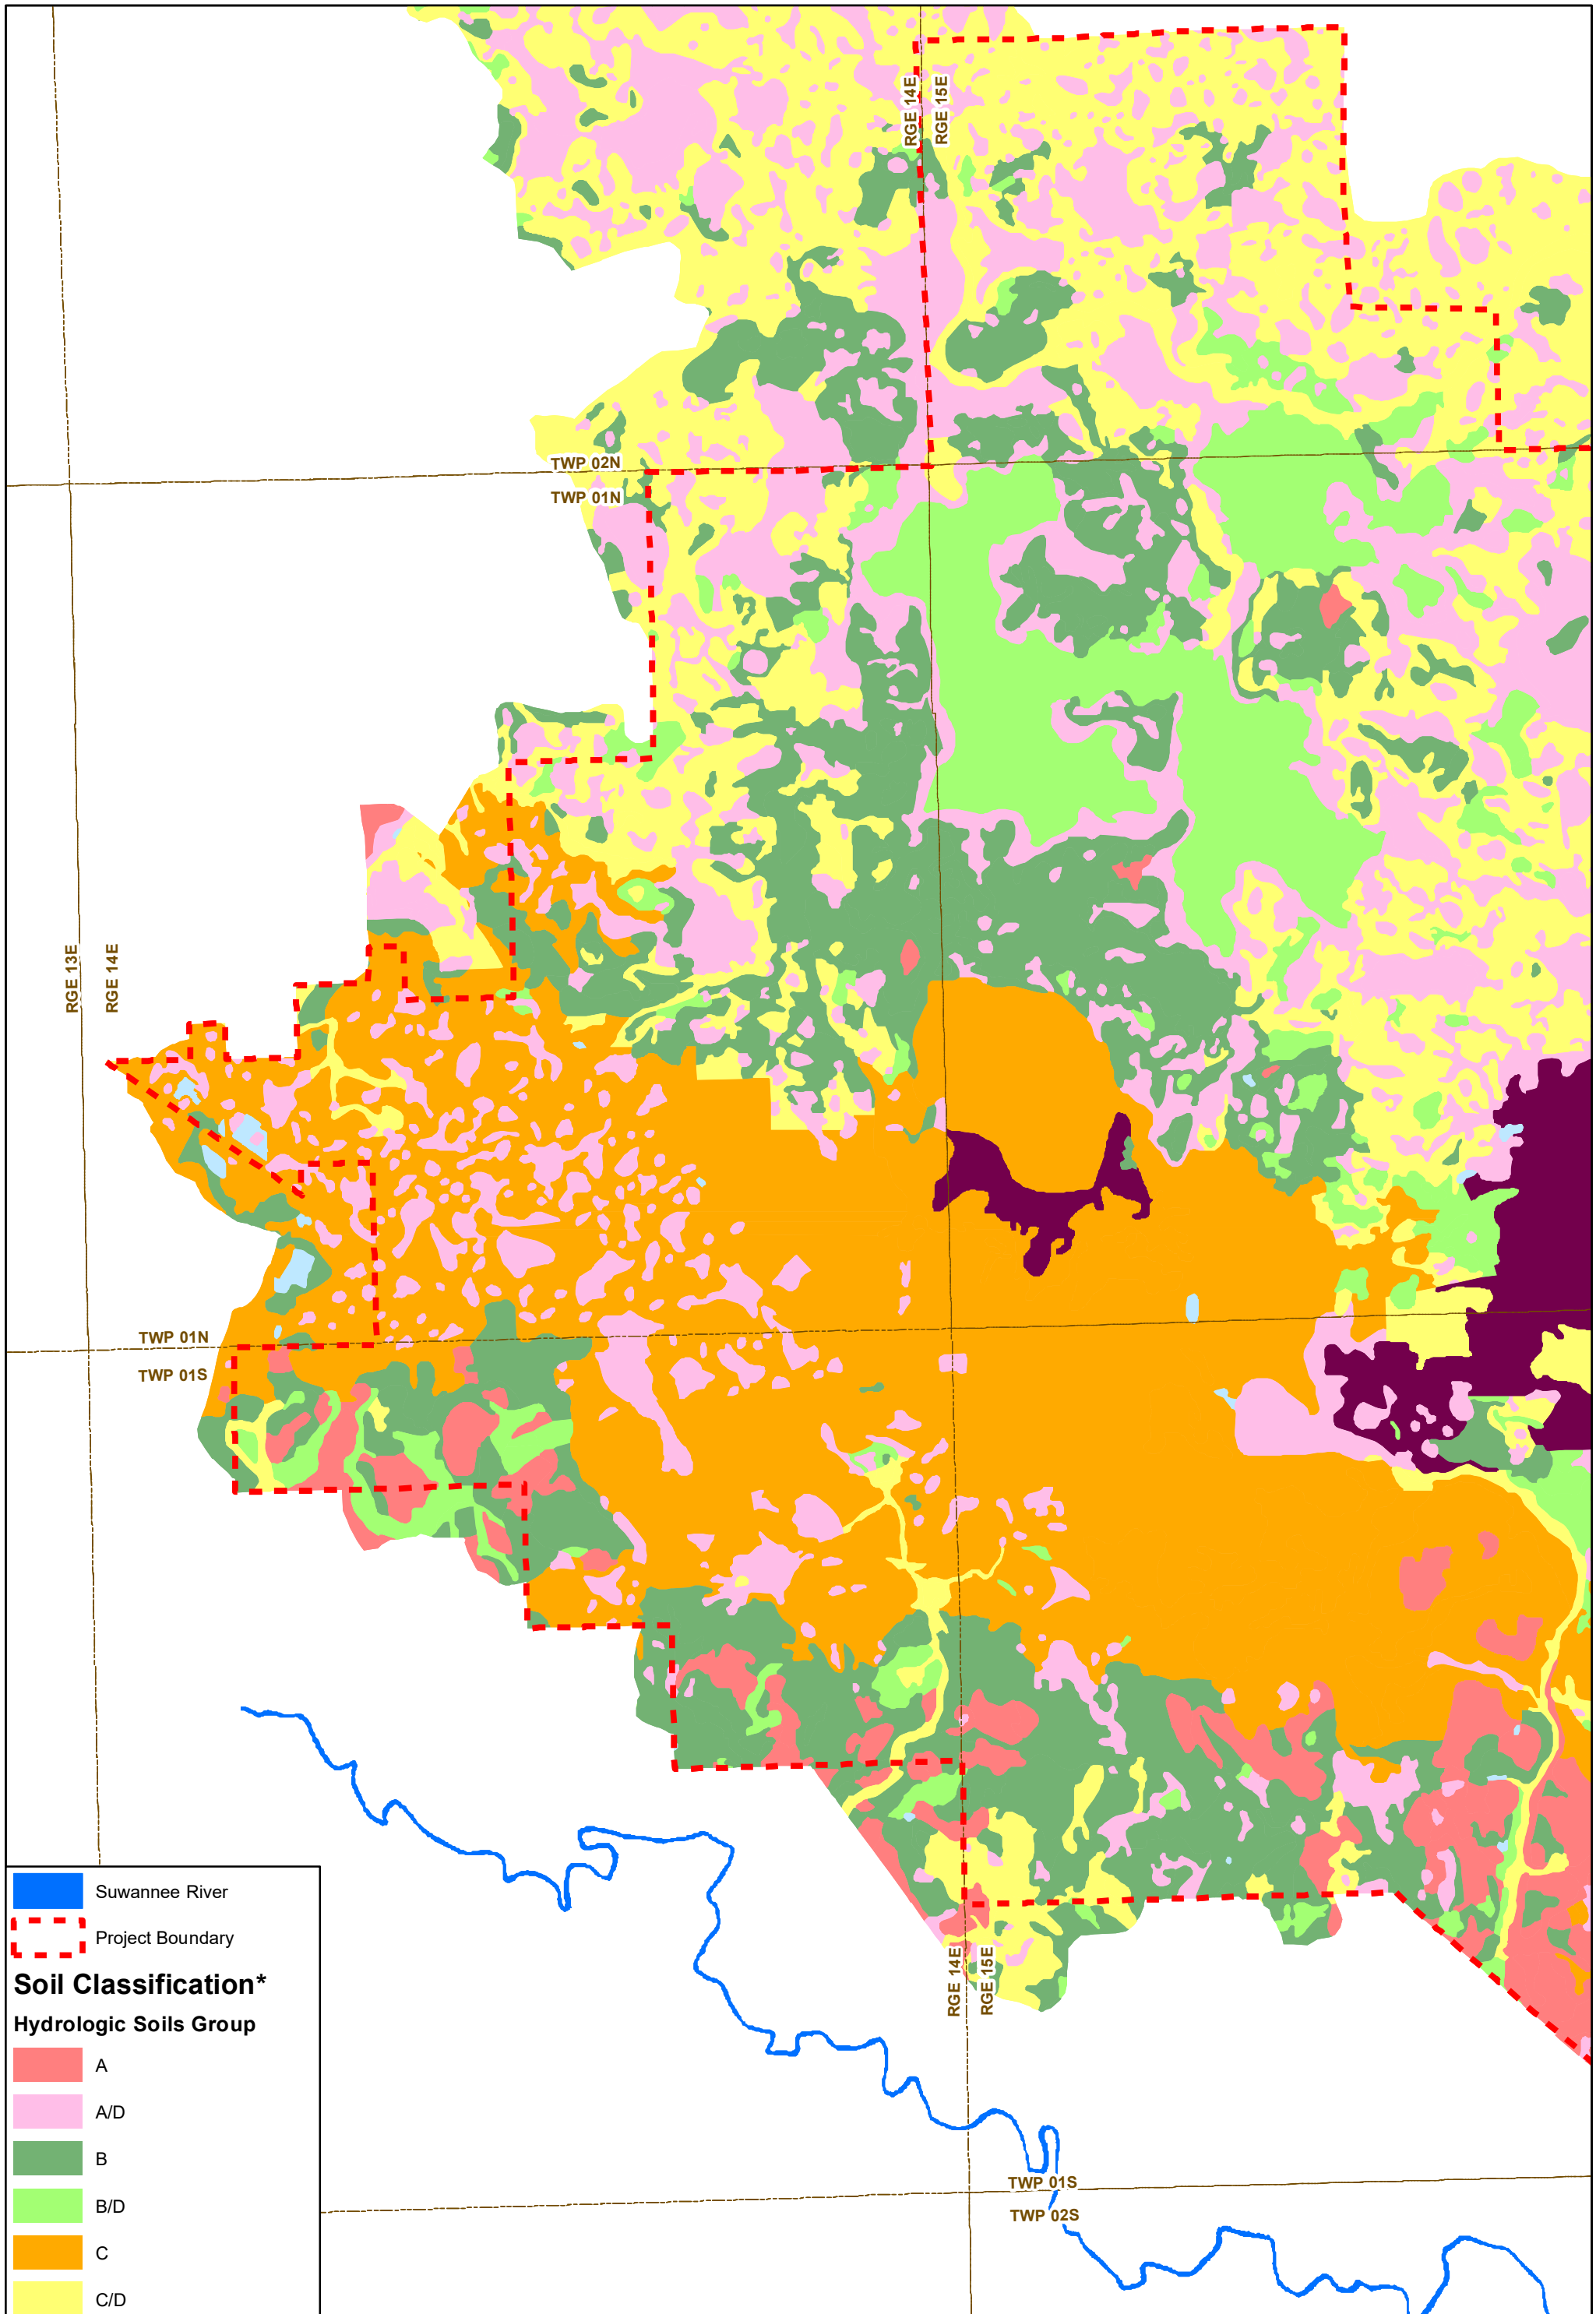 RGE 14E
RGE 15E
TWP 02N
TWP 01N
RGE 13E
RGE 14E
TWP 01N
TWP 01S
RGE 14E
RGE 15E
TWP 01S
TWP 02S
Suwannee River
Project Boundary
Soil Classification*
Hydrologic Soils Group
A
A/D
B
B/D
C
C/D